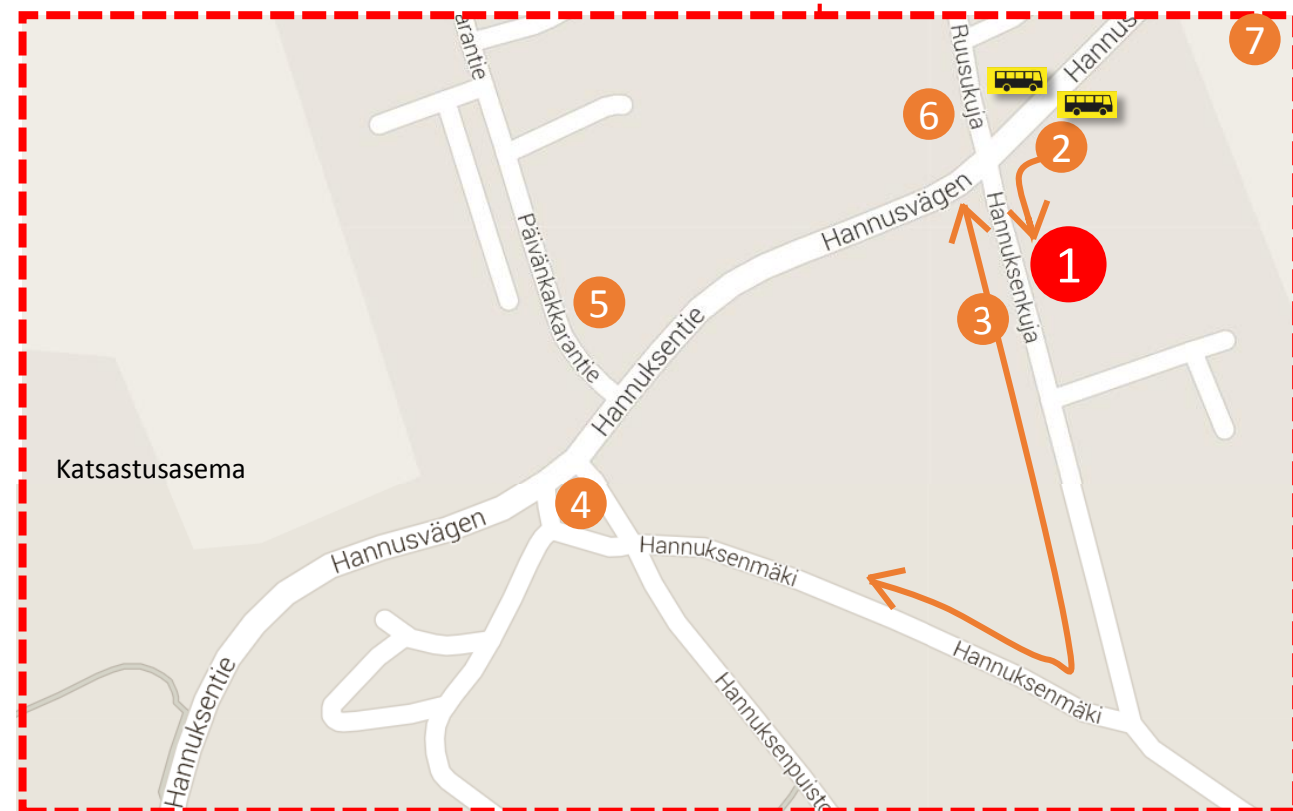 arantie
Ruusukuja
Hannus
7
6
2
Hannusvägen
Hannuksenkuja
1
Päivänkakkarantie
5
3
Hannuksentie
Katsastusasema
4
Hannusvägen
Hannuksenmäki
Hannuksenmäki
Hannuksentie
Hannuksenpuisto